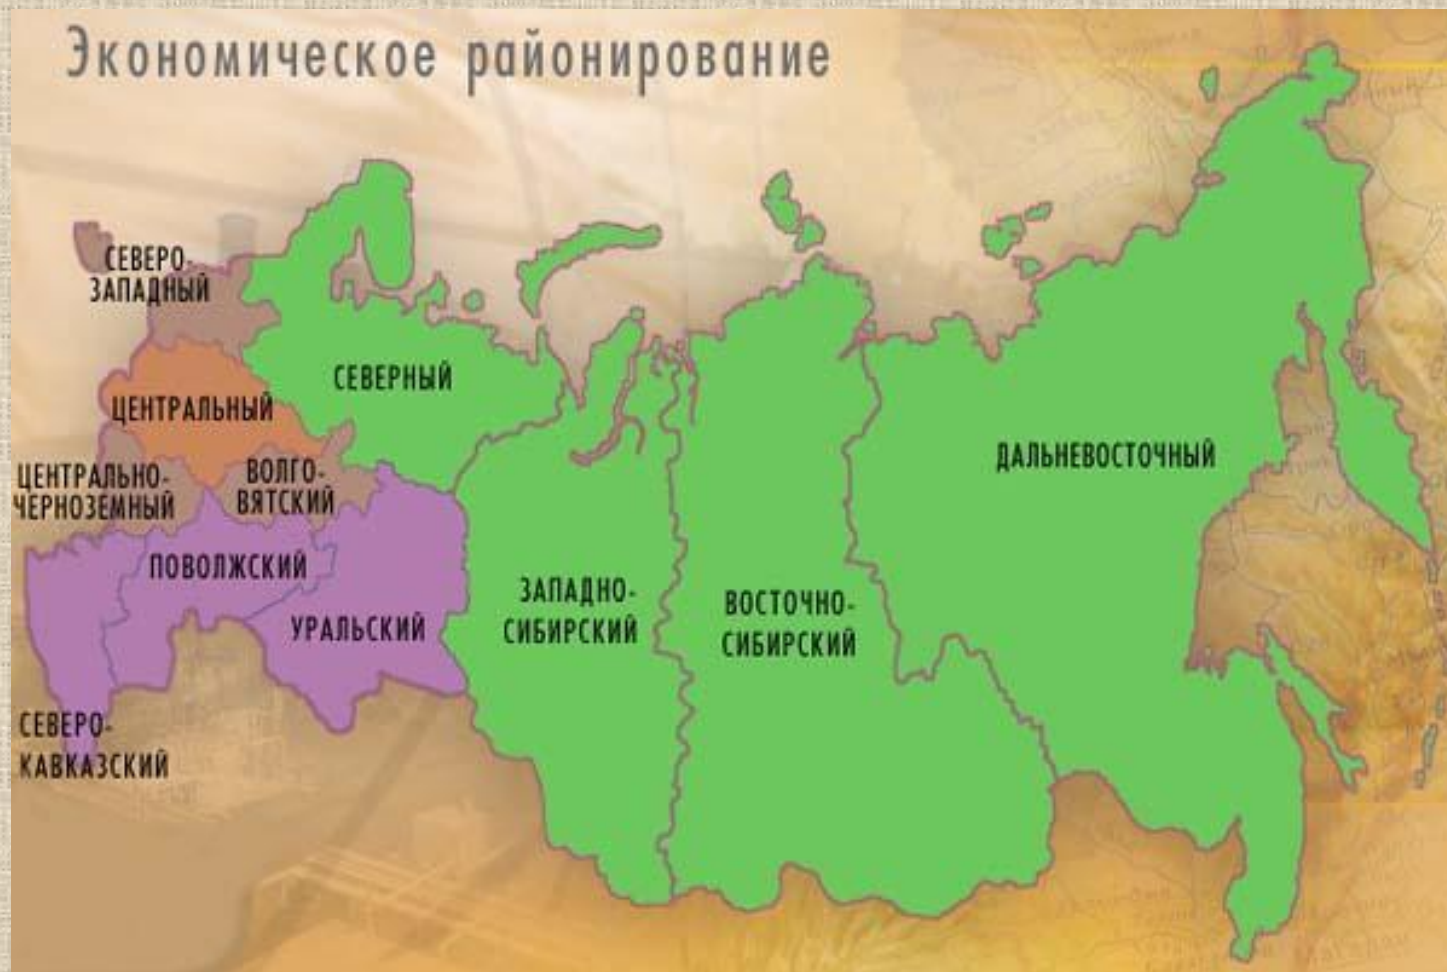 Экономическое районирование
СЕВЕРО-
ЗАПАДНЫЙ
СЕВЕРНЫЙ
ЦЕНТРАЛЬНЫЙ
ЦЕНТРАЛЬНО-
ЧЕРНОЗЕМНЫЙ
ВОЛГО-
ВЯТСКИЙ
ДАЛЬНЕВОСТОЧНЫЙ
ПОВОЛЖСКИЙ
УРАЛЬСКИЙ
ЗАПАДНО-
СИБИРСКИЙ
ВОСТОЧНО-
СИБИРСКИЙ
СЕВЕРО-
КАВКАЗСКИЙ